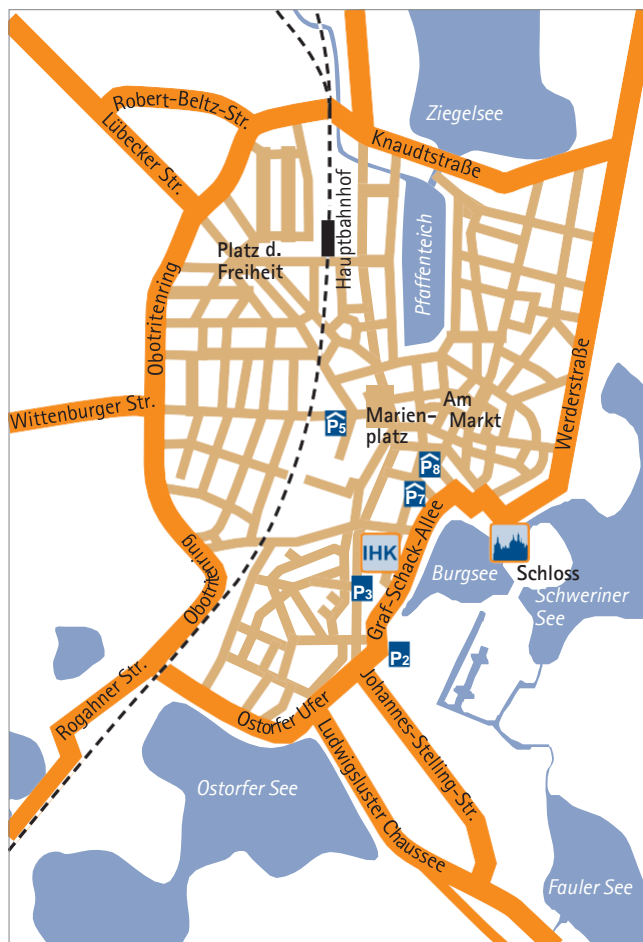 Robert-Beltz-Str.
Lübecker Str.
Ziegelsee
Knaudtstraße
Hauptbahnhof
Platz d.
Freiheit
Pfaffenteich
Obotritenring
Werderstraße
Wittenburger Str.
Am
Markt
Marien-
platz
P5
P8
P7
IHK
Graf-Schack-Allee
Burgsee
Schloss
Schweriner
See
Obotritenring
P3
P2
Rogahner Str.
Ostorfer Ufer
Johannes-Stelling-Str.
Ludwigsluster Chaussee
Ostorfer See
Fauler See